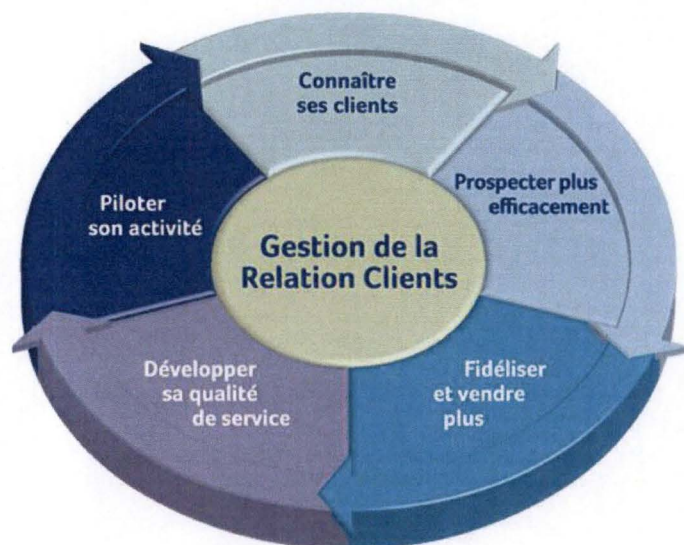 Connaître
ses clients
Prospecter plus
efficacement
Fidéliser
et vendre
plus
Développer
sa qualité
de service
Piloter
son activité
Gestion de la
Relation Clients